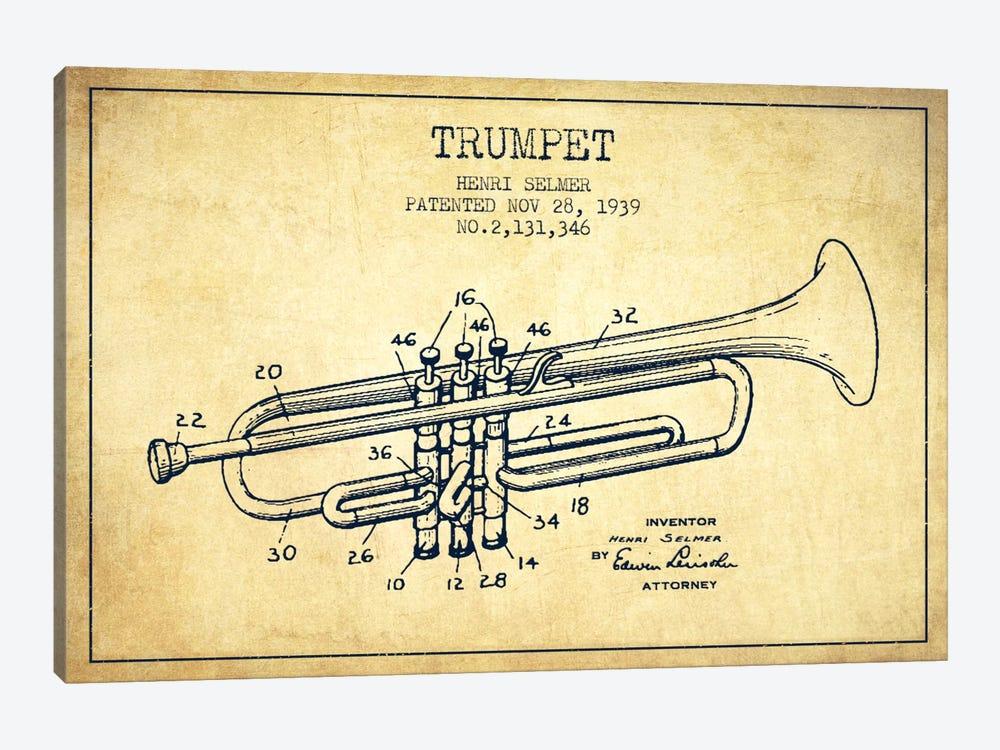 TRUMPET
HENRI SELMER
PATENTED NOV 28, 1939
NO.2,131,346
16
46
46
46
32
20
22
24
36
18
34
30
26
10
12
28
14
INVENTOR
HENRI SELMER
BY
ATTORNEY